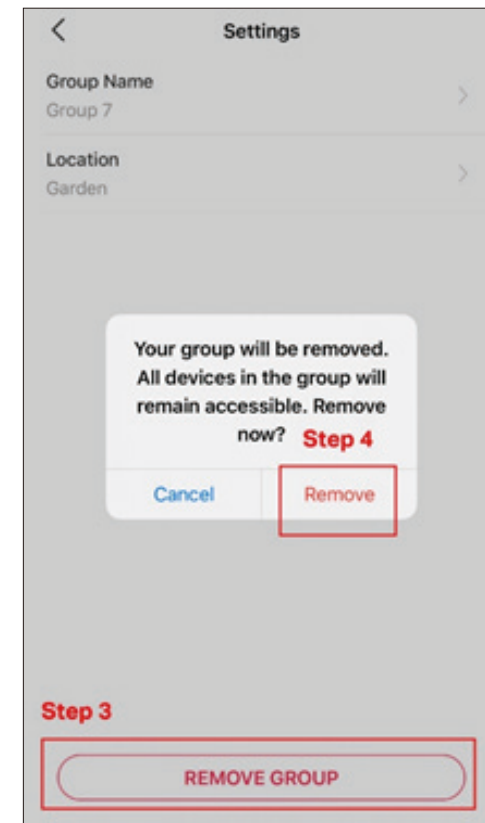 Settings
Group Name
Group 7
Location
Garden
Your group will be removed.
All devices in the group will
remain accessible. Remove
now? Step 4
Cancel Remove
Step 3
REMOVE GROUP